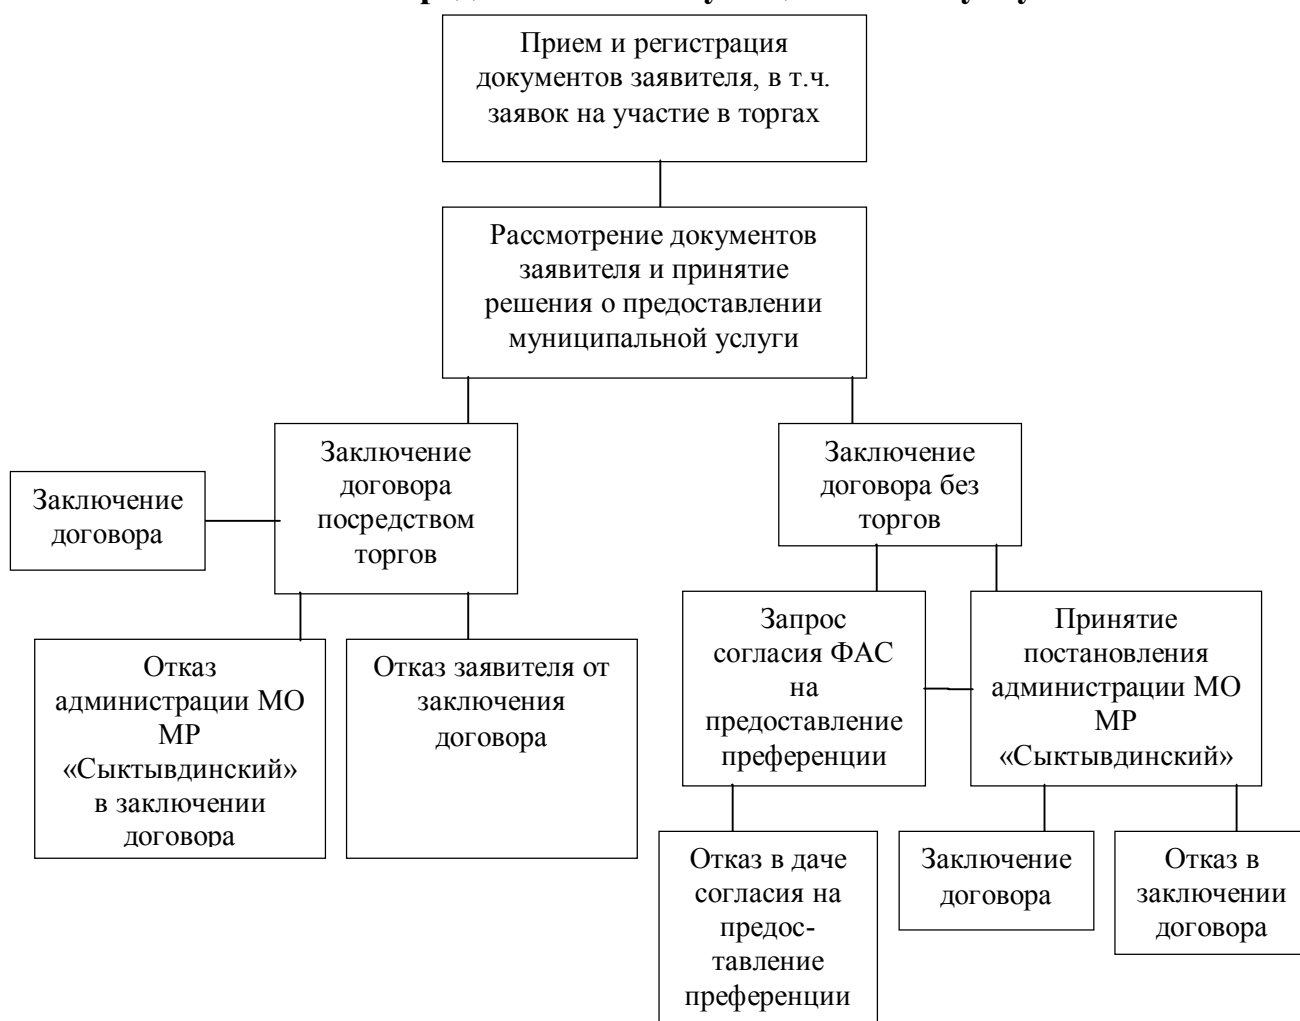 Прием и регистрация
документов заявителя, в т.ч.
заявок на участие в торгах
Рассмотрение документов
заявителя и принятие
решения о предоставлении
муниципальной услуги
Заключение
договора
посредством
торгов
Заключение
договора без
торгов
Заключение
договора
Отказ
администрации МО
МР
«Сыктывдинский»
в заключении
договора
Отказ заявителя от
заключения
договора
Запрос
согласия ФАС
на
предоставление
преференции
Принятие
постановления
администрации МО
МР
«Сыктывдинский»
Отказ в даче
согласия на
предос-
тавление
преференции
Заключение
договора
Отказ в
заключении
договора